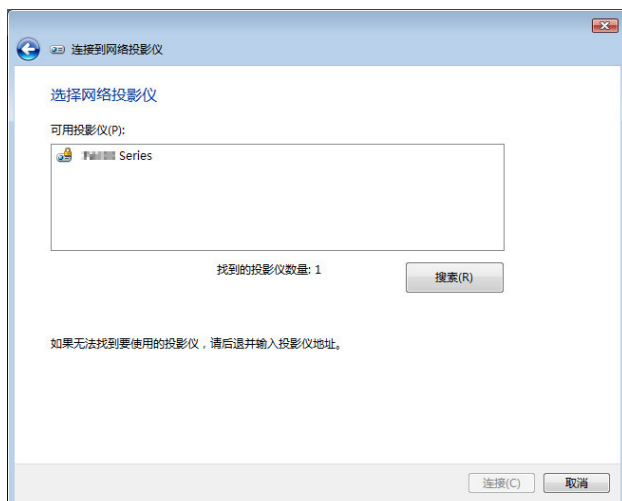 连接到网络投影仪
选择网络投影仪
可用投影仪(P):
Series
找到的投影仪数量: 1
搜素(R)
如果无法找到要使用的投影仪，请后退并输入投影仪地址。
连接(C)
取消